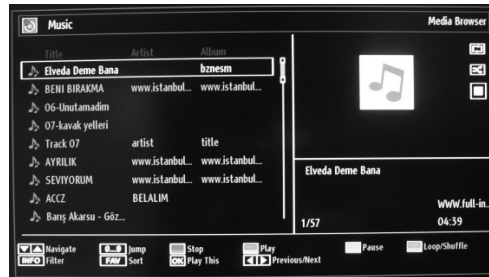 Music
Media Browser
Title Artist Album
Elveda Deme Bana bznesm
BENI BIRAKMA www.istanbul... www.istanbul...
06-Unutamadim
07-kavak yelleri
Track 07 artist title
AYRILIK www.istanbul... www.istanbul...
SEVIYORUM www.istanbul... www.istanbul...
ACCZ BELALIM
Barış Akarsu - Göz...
Elveda Deme Bana
WWW.full-in..
1/57 04:39
Navigate 0...9 Jump Stop Play Pause Loop/Shuffle
INFO Filter FAV Sort OK Play This Previous/Next